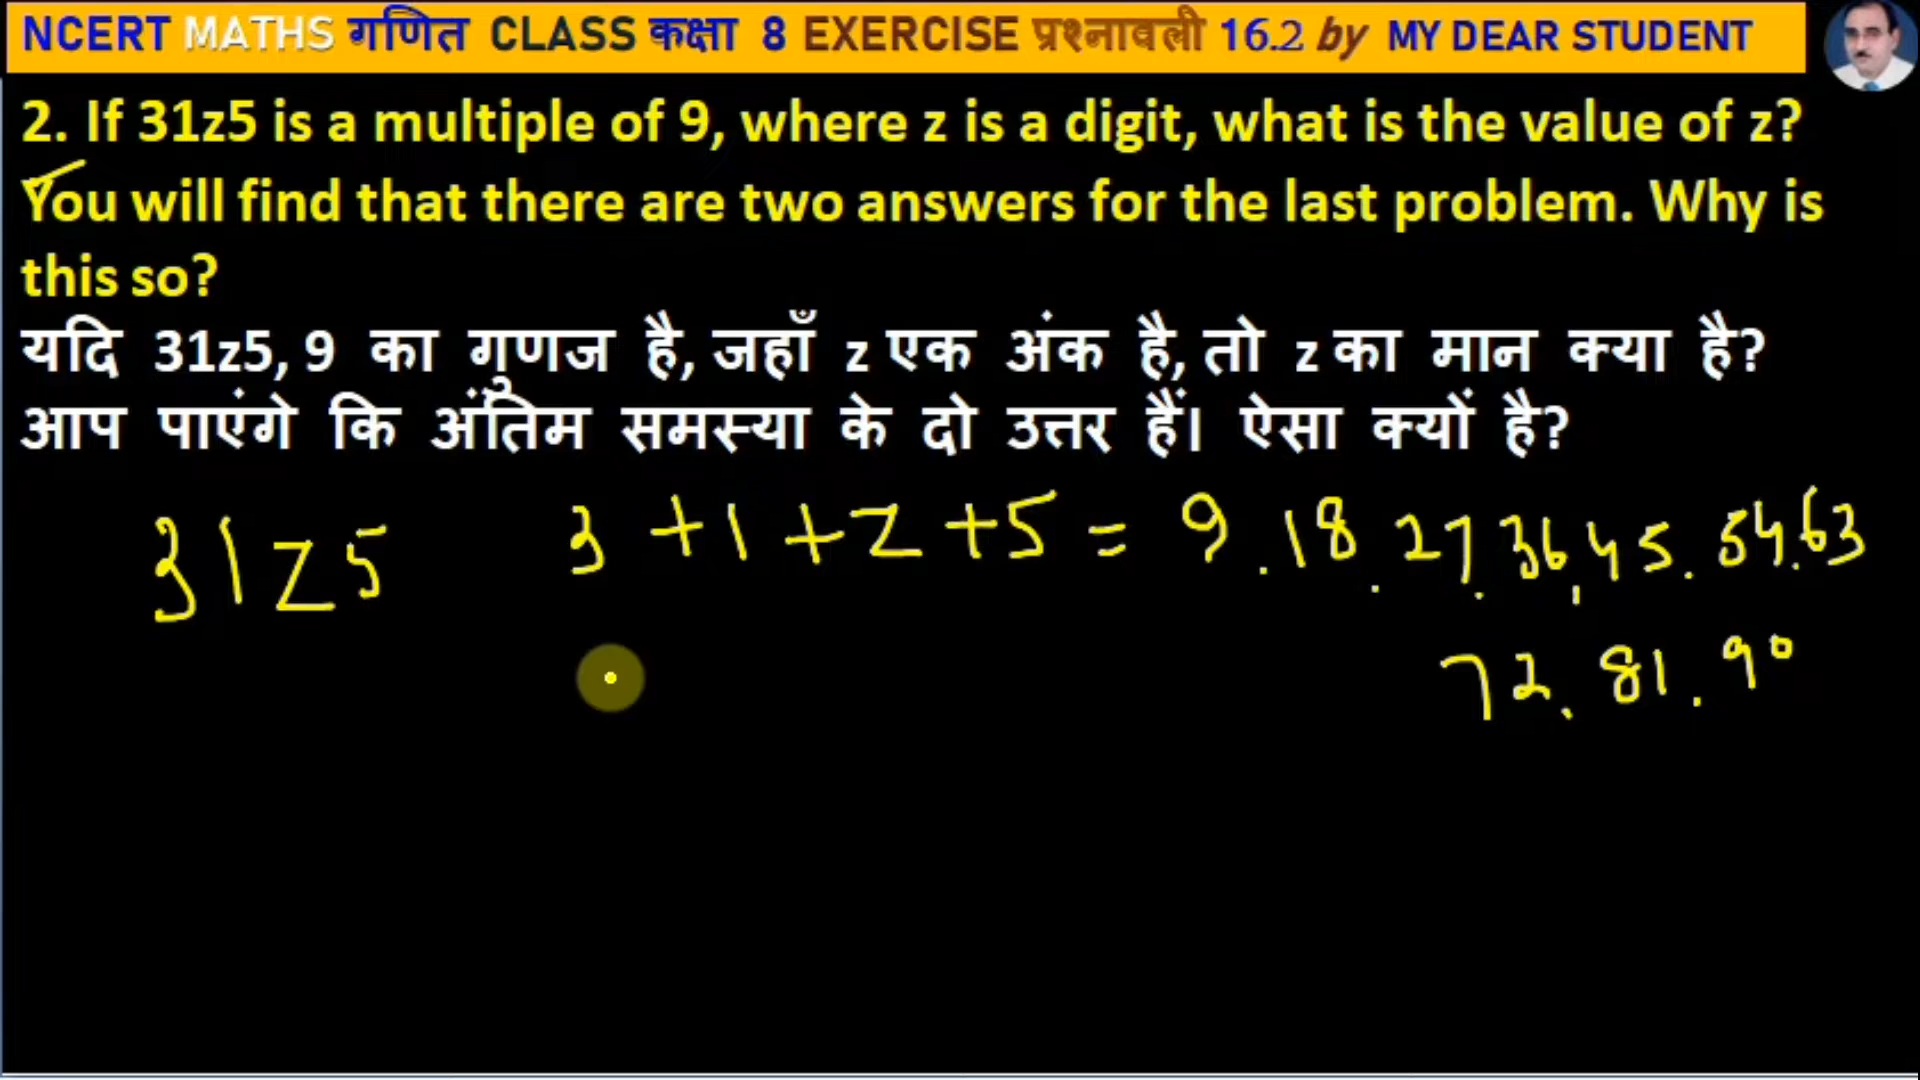 NCERT MATHS गणित CLASS कक्षा 8 EXERCISE प्रश्नावली 16.2 by MY DEAR STUDENT
2. If 31z5 is a multiple of 9, where z is a digit, what is the value of z?
You will find that there are two answers for the last problem. Why is
this so?
यदि 31z5, 9 का गुणज है, जहाँ z एक अंक है, तो z का मान क्या है?
आप पाएंगे कि अंतिम समस्या के दो उत्तर हैं। ऐसा क्यों है?
31z5 3+1+z+5 = 9.18.27.36,45.54.63
72.81.90